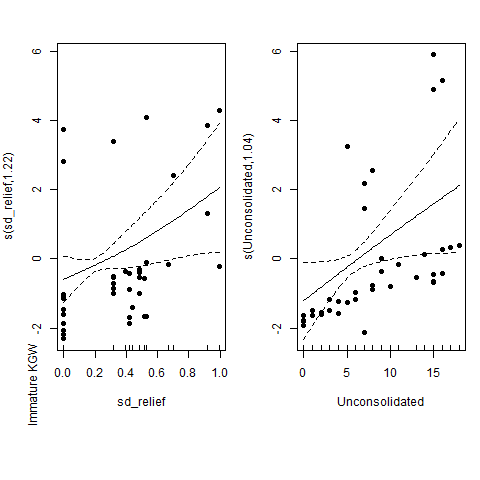 s(sd_relief,1.22)
6
4
2
0
-2
0.0 0.2 0.4 0.6 0.8 1.0
sd_relief
Immature KGW
s(Unconsolidated,1.04)
6
4
2
0
-2
0 5 10 15
Unconsolidated